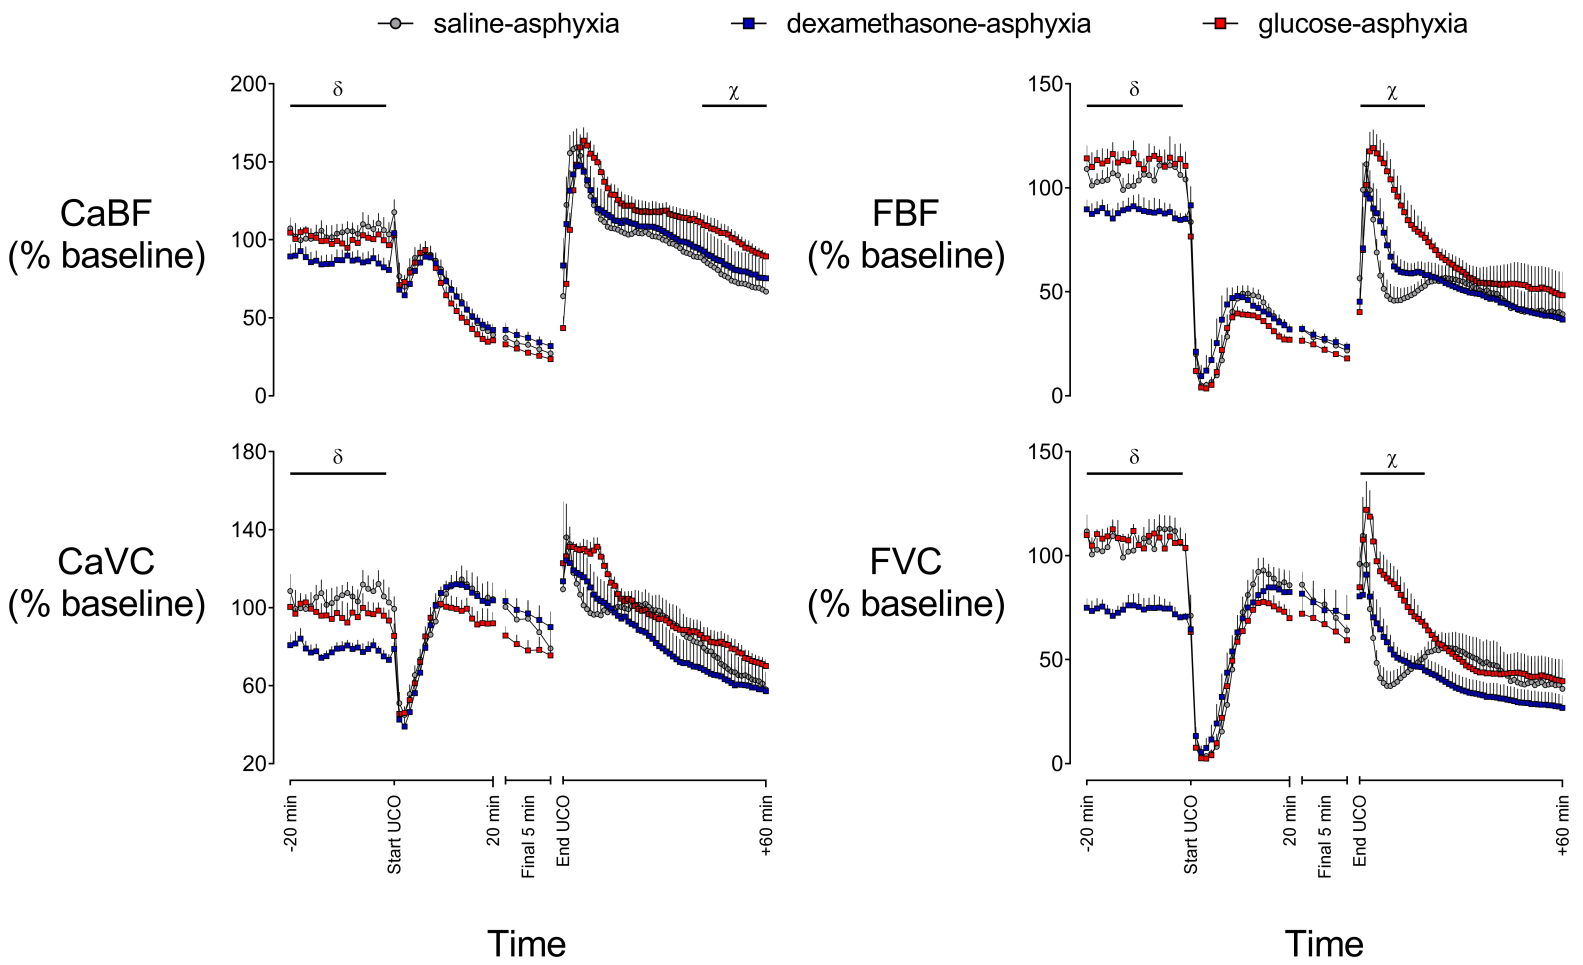 saline-asphyxia dexamethasone-asphyxia glucose-asphyxia
CaBF
(% baseline)
200
150
100
50
0
δ
χ
FBF
(% baseline)
150
100
50
0
δ
χ
CaVC
(% baseline)
180
140
100
60
20
δ
-20 min
Start UCO
20 min
Final 5 min
End UCO
+60 min
Time
FVC
(% baseline)
150
100
50
0
δ
χ
-20 min
Start UCO
20 min
Final 5 min
End UCO
+60 min
Time